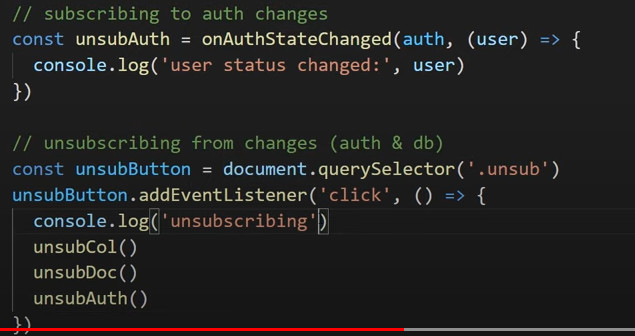 // subscribing to auth changes
const unsubAuth = onAuthStateChanged(auth, (user) => {
  console.log('user status changed:', user)
})

// unsubscribing from changes (auth & db)
const unsubButton = document.querySelector('.unsub')
unsubButton.addEventListener('click', () => {
  console.log('unsubscribing')
  unsubCol()
  unsubDoc()
  unsubAuth()
})